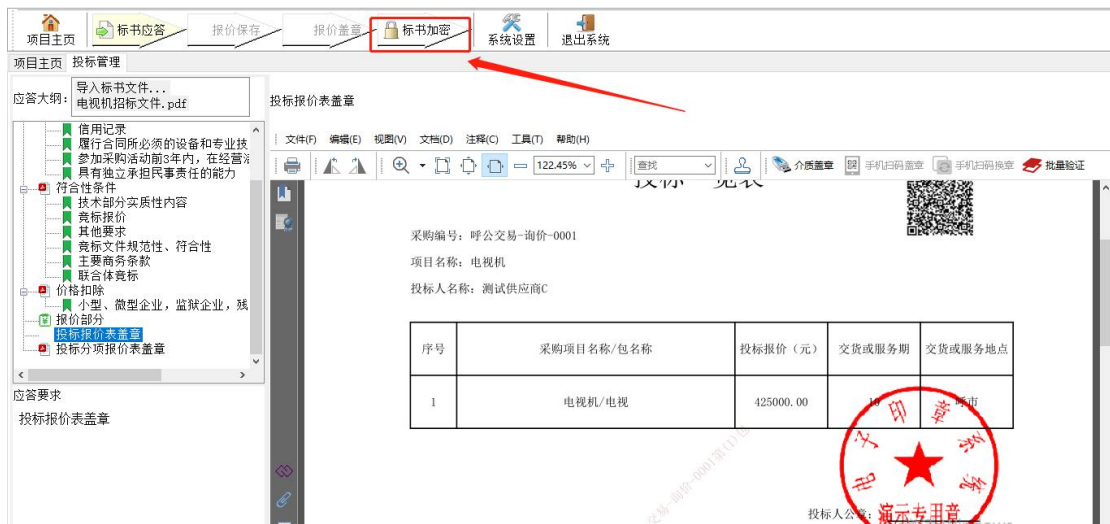 项目主页 标书应答 报价保存 报价盖章 标书加密 系统设置 退出系统
项目主页 投标管理
应答大纲: 导入标书文件...
电视机招标文件.pdf
投标报价表盖章
信用记录
履行合同所必须的设备和专业技
参加采购活动前3年内，在经营活
具有独立承担民事责任的能力
符合性条件
技术部分实质性内容
竞标报价
其他要求
竞标文件规范性、符合性
主要商务条款
联合体竞标
价格扣除
小型、微型企业，监狱企业，残
报价部分
投标报价表盖章
投标分项报价表盖章
应答要求
投标报价表盖章
文件(F) 编辑(E) 视图(V) 文档(D) 注释(C) 工具(T) 帮助(H)
122.45% 查找 介质盖章 手机扫码盖章 手机扫码换章 批量验证
投标一览表
采购编号: 呼公交易-询价-0001
项目名称: 电视机
投标人名称: 测试供应商C
序号 采购项目名称/包名称 投标报价（元） 交货或服务期 交货或服务地点
1 电视机/电视 425000.00 10 呼市
电子印章系统
演示专用章
投标人公章: